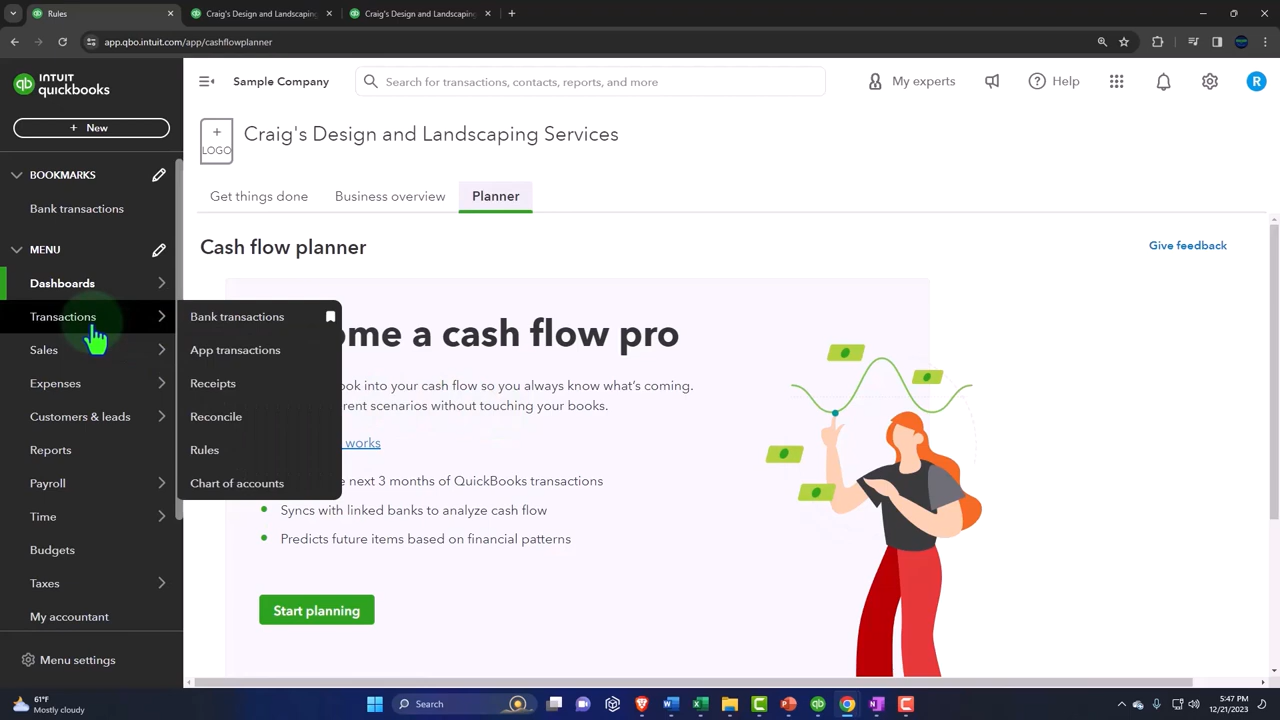 Rules
Craig's Design and Landscaping
Craig's Design and Landscaping
app.qbo.intuit.com/app/cashflowplanner
INTUIT
quickbooks
Sample Company
Search for transactions, contacts, reports, and more
My experts
Help
R
+ New
+
LOGO
Craig's Design and Landscaping Services
BOOKMARKS
Bank transactions
MENU
Dashboards
Transactions
Sales
Expenses
Customers & leads
Reports
Payroll
Time
Budgets
Taxes
My accountant
Menu settings
Bank transactions
App transactions
Receipts
Reconcile
Rules
Chart of accounts
Get things done
Business overview
Planner
Cash flow planner
Give feedback
ome a cash flow pro
ook into your cash flow so you always know what's coming.
erent scenarios without touching your books.
works
e next 3 months of QuickBooks transactions
Syncs with linked banks to analyze cash flow
Predicts future items based on financial patterns
Start planning
61°F
Mostly cloudy
Search
5:47 PM
12/21/2023